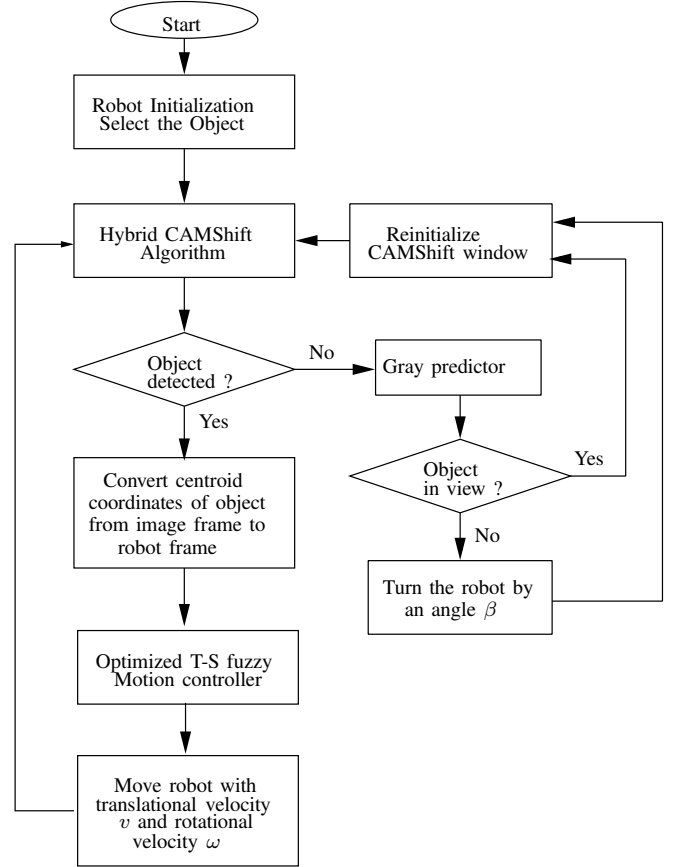 Start
Robot Initialization
Select the Object
Hybrid CAMShift
Algorithm
Reinitialize
CAMShift window
Object
detected ?
No
Gray predictor
Yes
Object
in view ?
Yes
Convert centroid
coordinates of object
from image frame to
robot frame
No
Turn the robot by
an angle β
Optimized T-S fuzzy
Motion controller
Move robot with
translational velocity
v and rotational
velocity ω